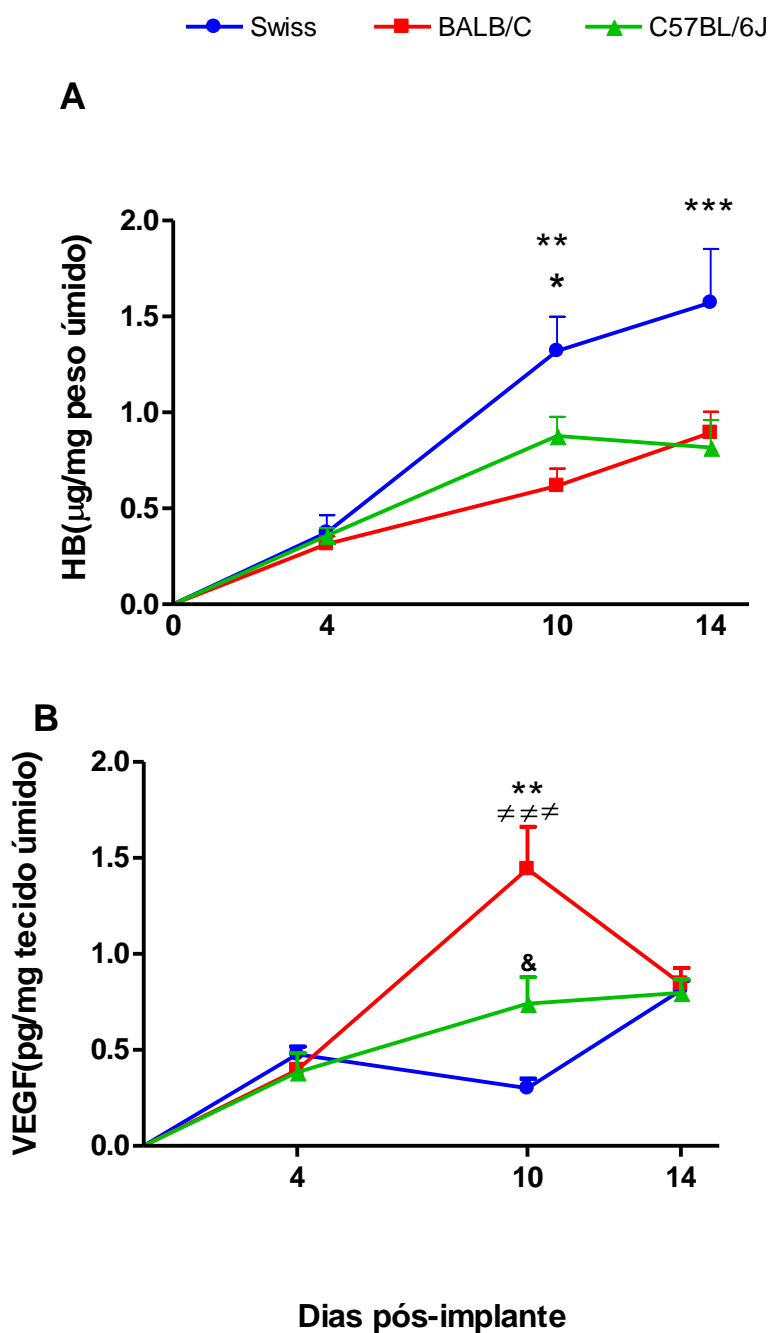 Swiss BALB/C C57BL/6J
A
HB(μg/mg peso úmido)
2.0
1.5
1.0
0.5
0.0
** ***
*
0 4 10 14
B
VEGF(pg/mg tecido úmido)
2.0
1.5
1.0
0.5
0.0
**
≠≠≠
&
4 10 14
Dias pós-implante